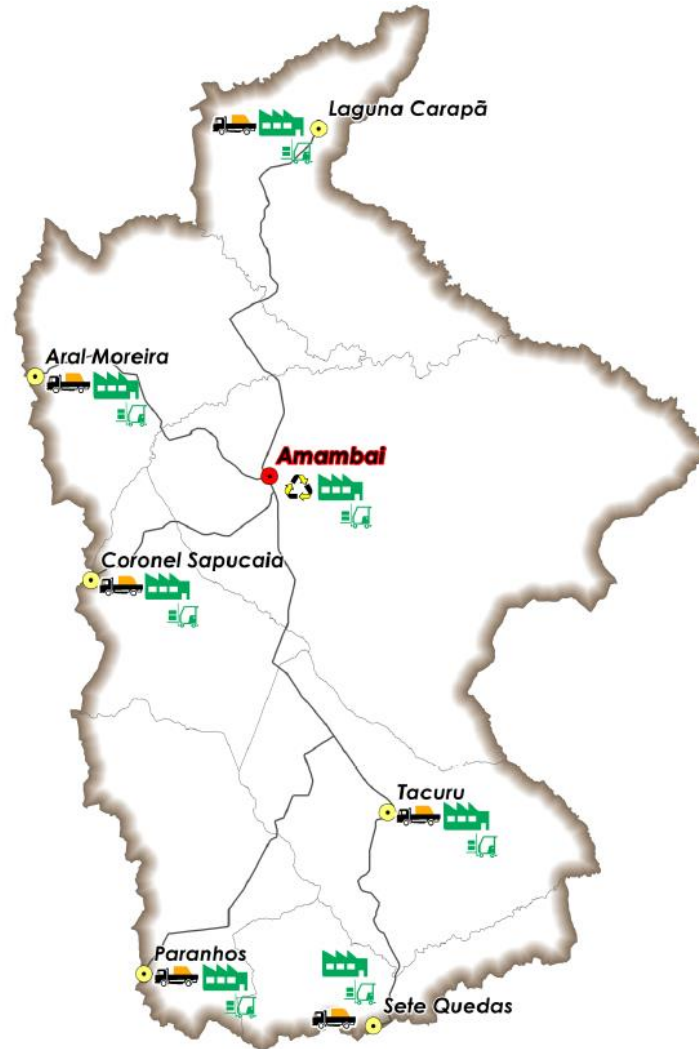 Laguna Carapã
Aral Moreira
Amambai
Coronel Sapucaia
Tacuru
Paranhos
Sete Quedas